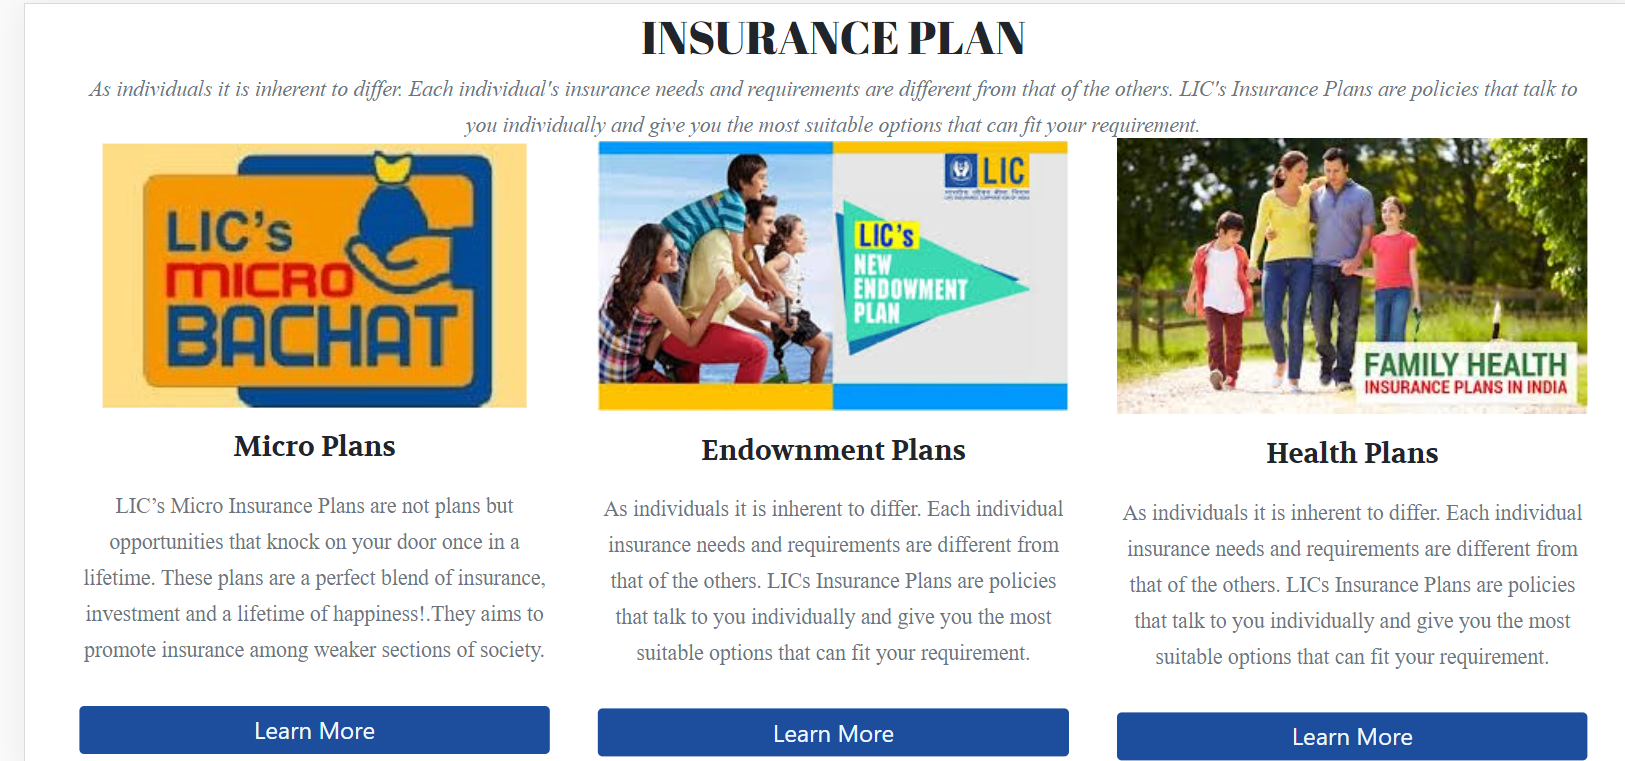 INSURANCE PLAN
As individuals it is inherent to differ. Each individual's insurance needs and requirements are different from that of the others. LIC's Insurance Plans are policies that talk to
you individually and give you the most suitable options that can fit your requirement.
LIC's
MICRO
BACHAT
LIC
LIC's
NEW
ENDOWMENT
PLAN
FAMILY HEALTH
INSURANCE PLANS IN INDIA
Micro Plans
LIC’s Micro Insurance Plans are not plans but
opportunities that knock on your door once in a
lifetime. These plans are a perfect blend of insurance,
investment and a lifetime of happiness!.They aims to
promote insurance among weaker sections of society.
Learn More
Endownment Plans
As individuals it is inherent to differ. Each individual
insurance needs and requirements are different from
that of the others. LICs Insurance Plans are policies
that talk to you individually and give you the most
suitable options that can fit your requirement.
Learn More
Health Plans
As individuals it is inherent to differ. Each individual
insurance needs and requirements are different from
that of the others. LICs Insurance Plans are policies
that talk to you individually and give you the most
suitable options that can fit your requirement.
Learn More